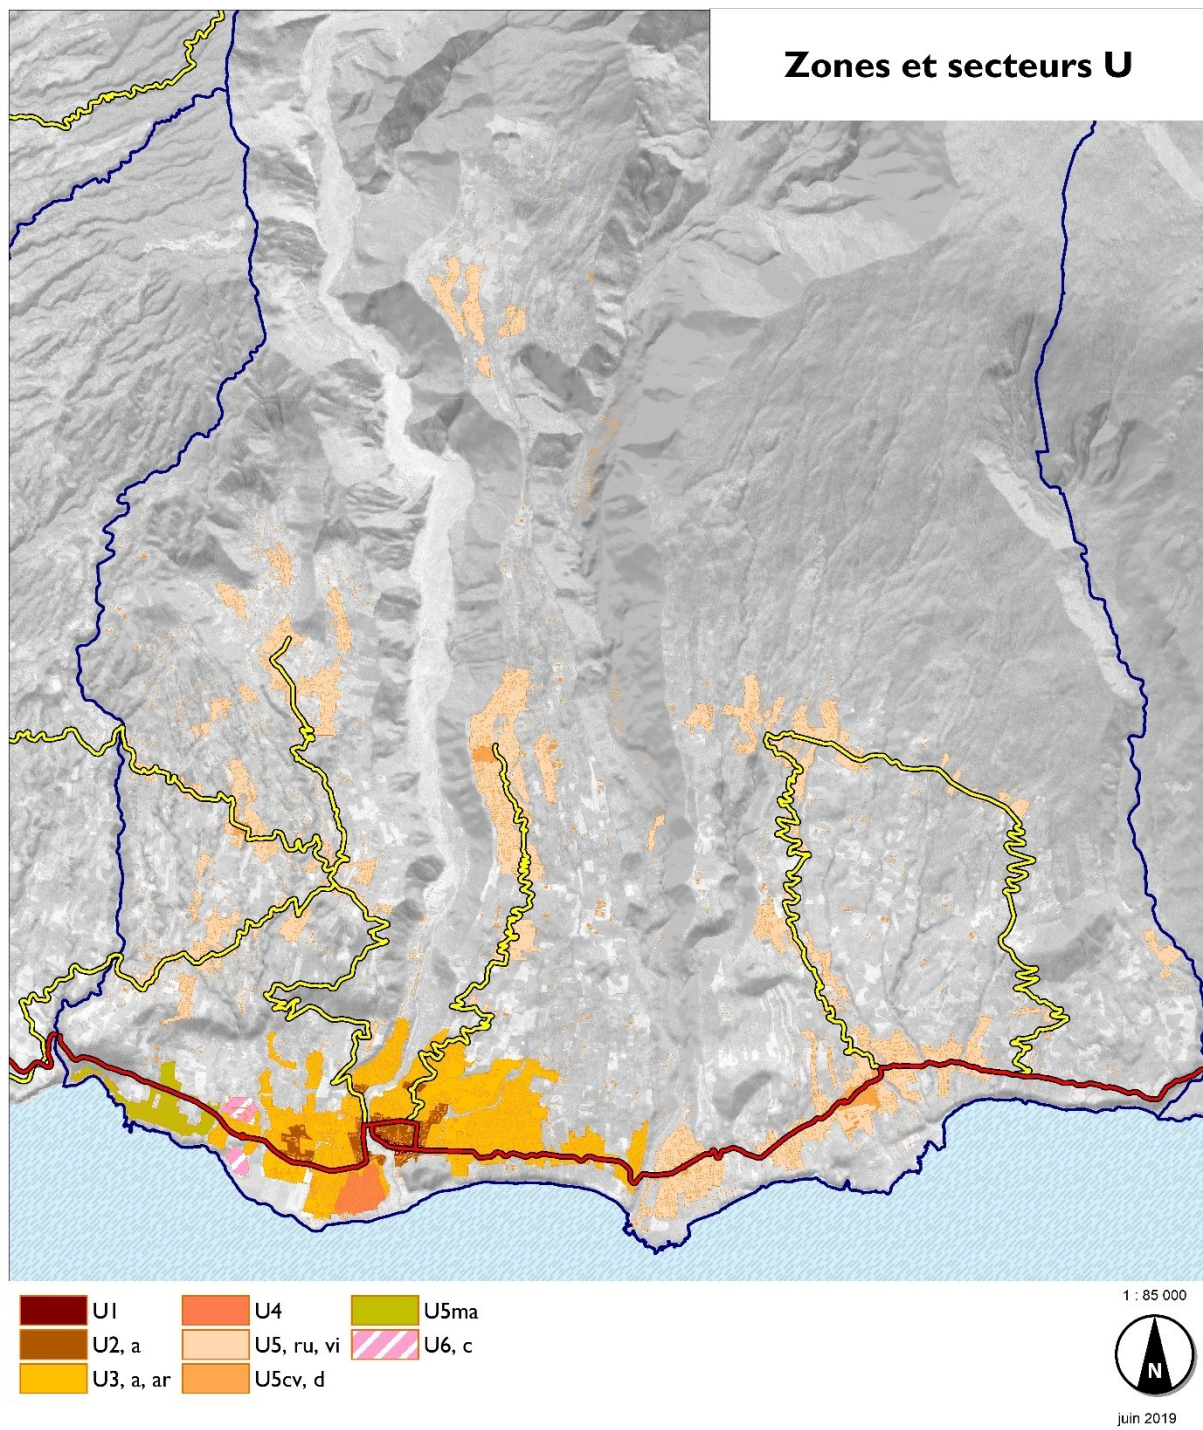 Zones et secteurs U
U1
U2, a
U3, a, ar
U4
U5, ru, vi
U5cv, d
U5ma
U6, c
1 : 85 000
N
juin 2019